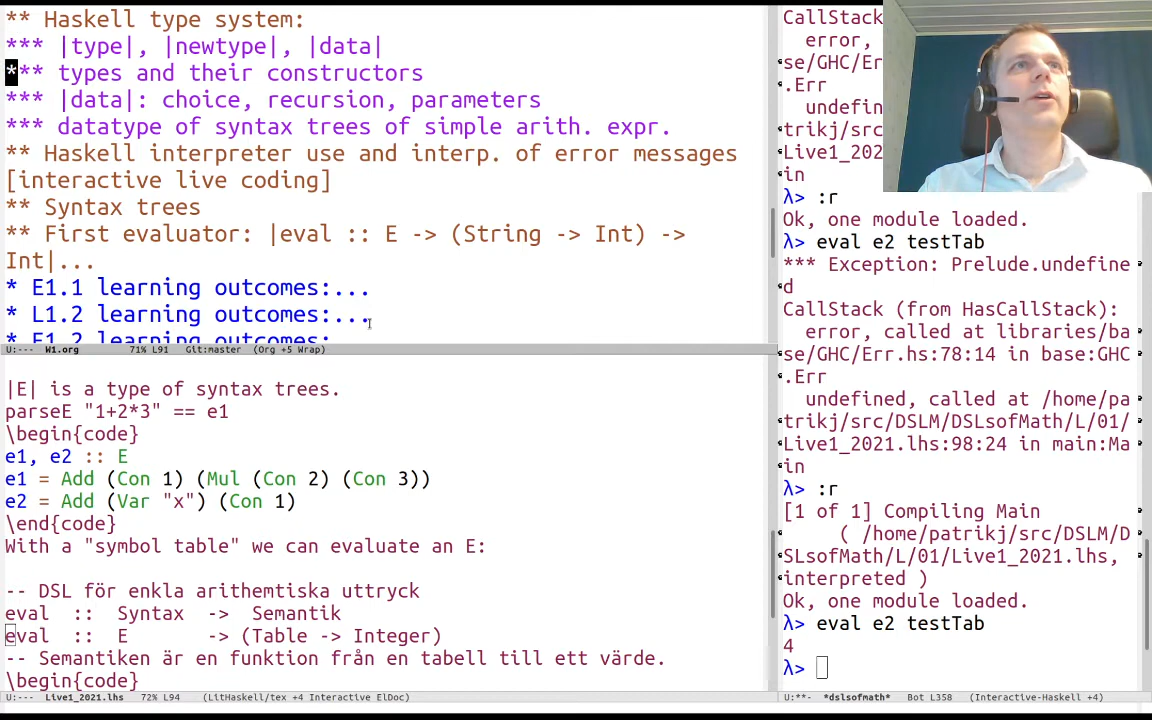 ** Haskell type system:
*** |type|, |newtype|, |data|
*** types and their constructors
*** |data|: choice, recursion, parameters
*** datatype of syntax trees of simple arith. expr.
** Haskell interpreter use and interp. of error messages
[interactive live coding]
** Syntax trees
** First evaluator: |eval :: E -> (String -> Int) ->
Int|...
* E1.1 learning outcomes:...
* L1.2 learning outcomes:...
* E1.2 learning outcomes:
U:---  W1.org  71% L91  Git:master  (Org +5 Wrap)
|E| is a type of syntax trees.
parseE "1+2*3" == e1
\begin{code}
e1, e2 :: E
e1 = Add (Con 1) (Mul (Con 2) (Con 3))
e2 = Add (Var "x") (Con 1)
\end{code}
With a "symbol table" we can evaluate an E:
-- DSL för enkla arithemtiska uttryck
eval  ::  Syntax  ->  Semantik
eval  ::  E       -> (Table -> Integer)
-- Semantiken är en funktion från en tabell till ett värde.
\begin{code}
U:---  Live1_2021.lhs  72% L94  (LitHaskell/tex +4 Interactive ElDoc)
CallStack
error,
se/GHC/Er
.Err
undefin
trikj/src
Live1_202
in
λ> :r
Ok, one module loaded.
λ> eval e2 testTab
*** Exception: Prelude.undefine
d
CallStack (from HasCallStack):
error, called at libraries/ba
se/GHC/Err.hs:78:14 in base:GHC
.Err
undefined, called at /home/pa
trikj/src/DSLM/DSLsofMath/L/01/
Live1_2021.lhs:98:24 in main:Ma
in
λ> :r
[1 of 1] Compiling Main
( /home/patrikj/src/DSLM/D
SLsofMath/L/01/Live1_2021.lhs,
interpreted )
Ok, one module loaded.
λ> eval e2 testTab
4
λ>
U:**-  *dslsofmath*  Bot L358  (Interactive-Haskell +4)